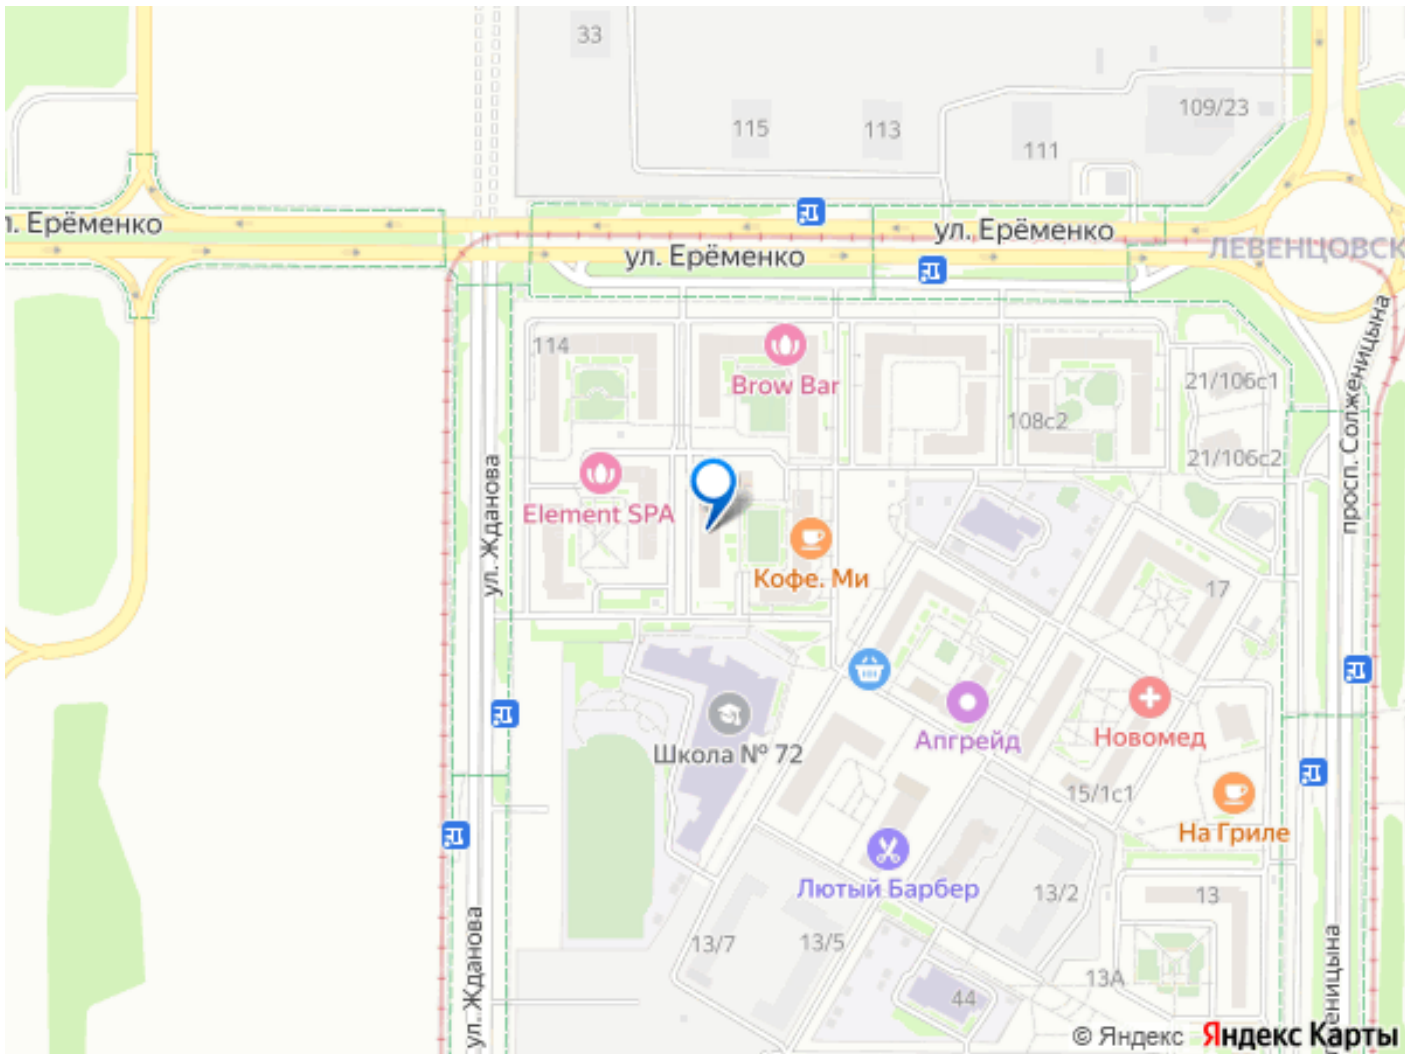 33
115
113
111
109/23
л. Ерёменко
ул. Ерёменко
ул. Ерёменко
ЛЕВЕНЦОВСК
просп. Солженицына
114
Brow Bar
21/106с1
108с2
21/106с2
ул. Жданова
Element SPA
Кофе. Ми
17
Школа № 72
Апгрейд
Новомед
15/1с1
На Гриле
Лютый Барбер
13/2
13
13/7
13/5
13А
44
ул. Жданова
еницына
© Яндекс Яндекс Карты